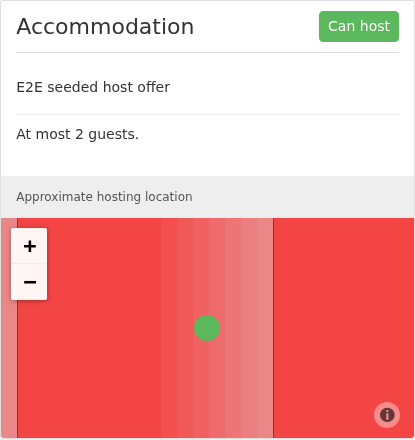 Accommodation
Can host
E2E seeded host offer
At most 2 guests.
Approximate hosting location
+
−
i